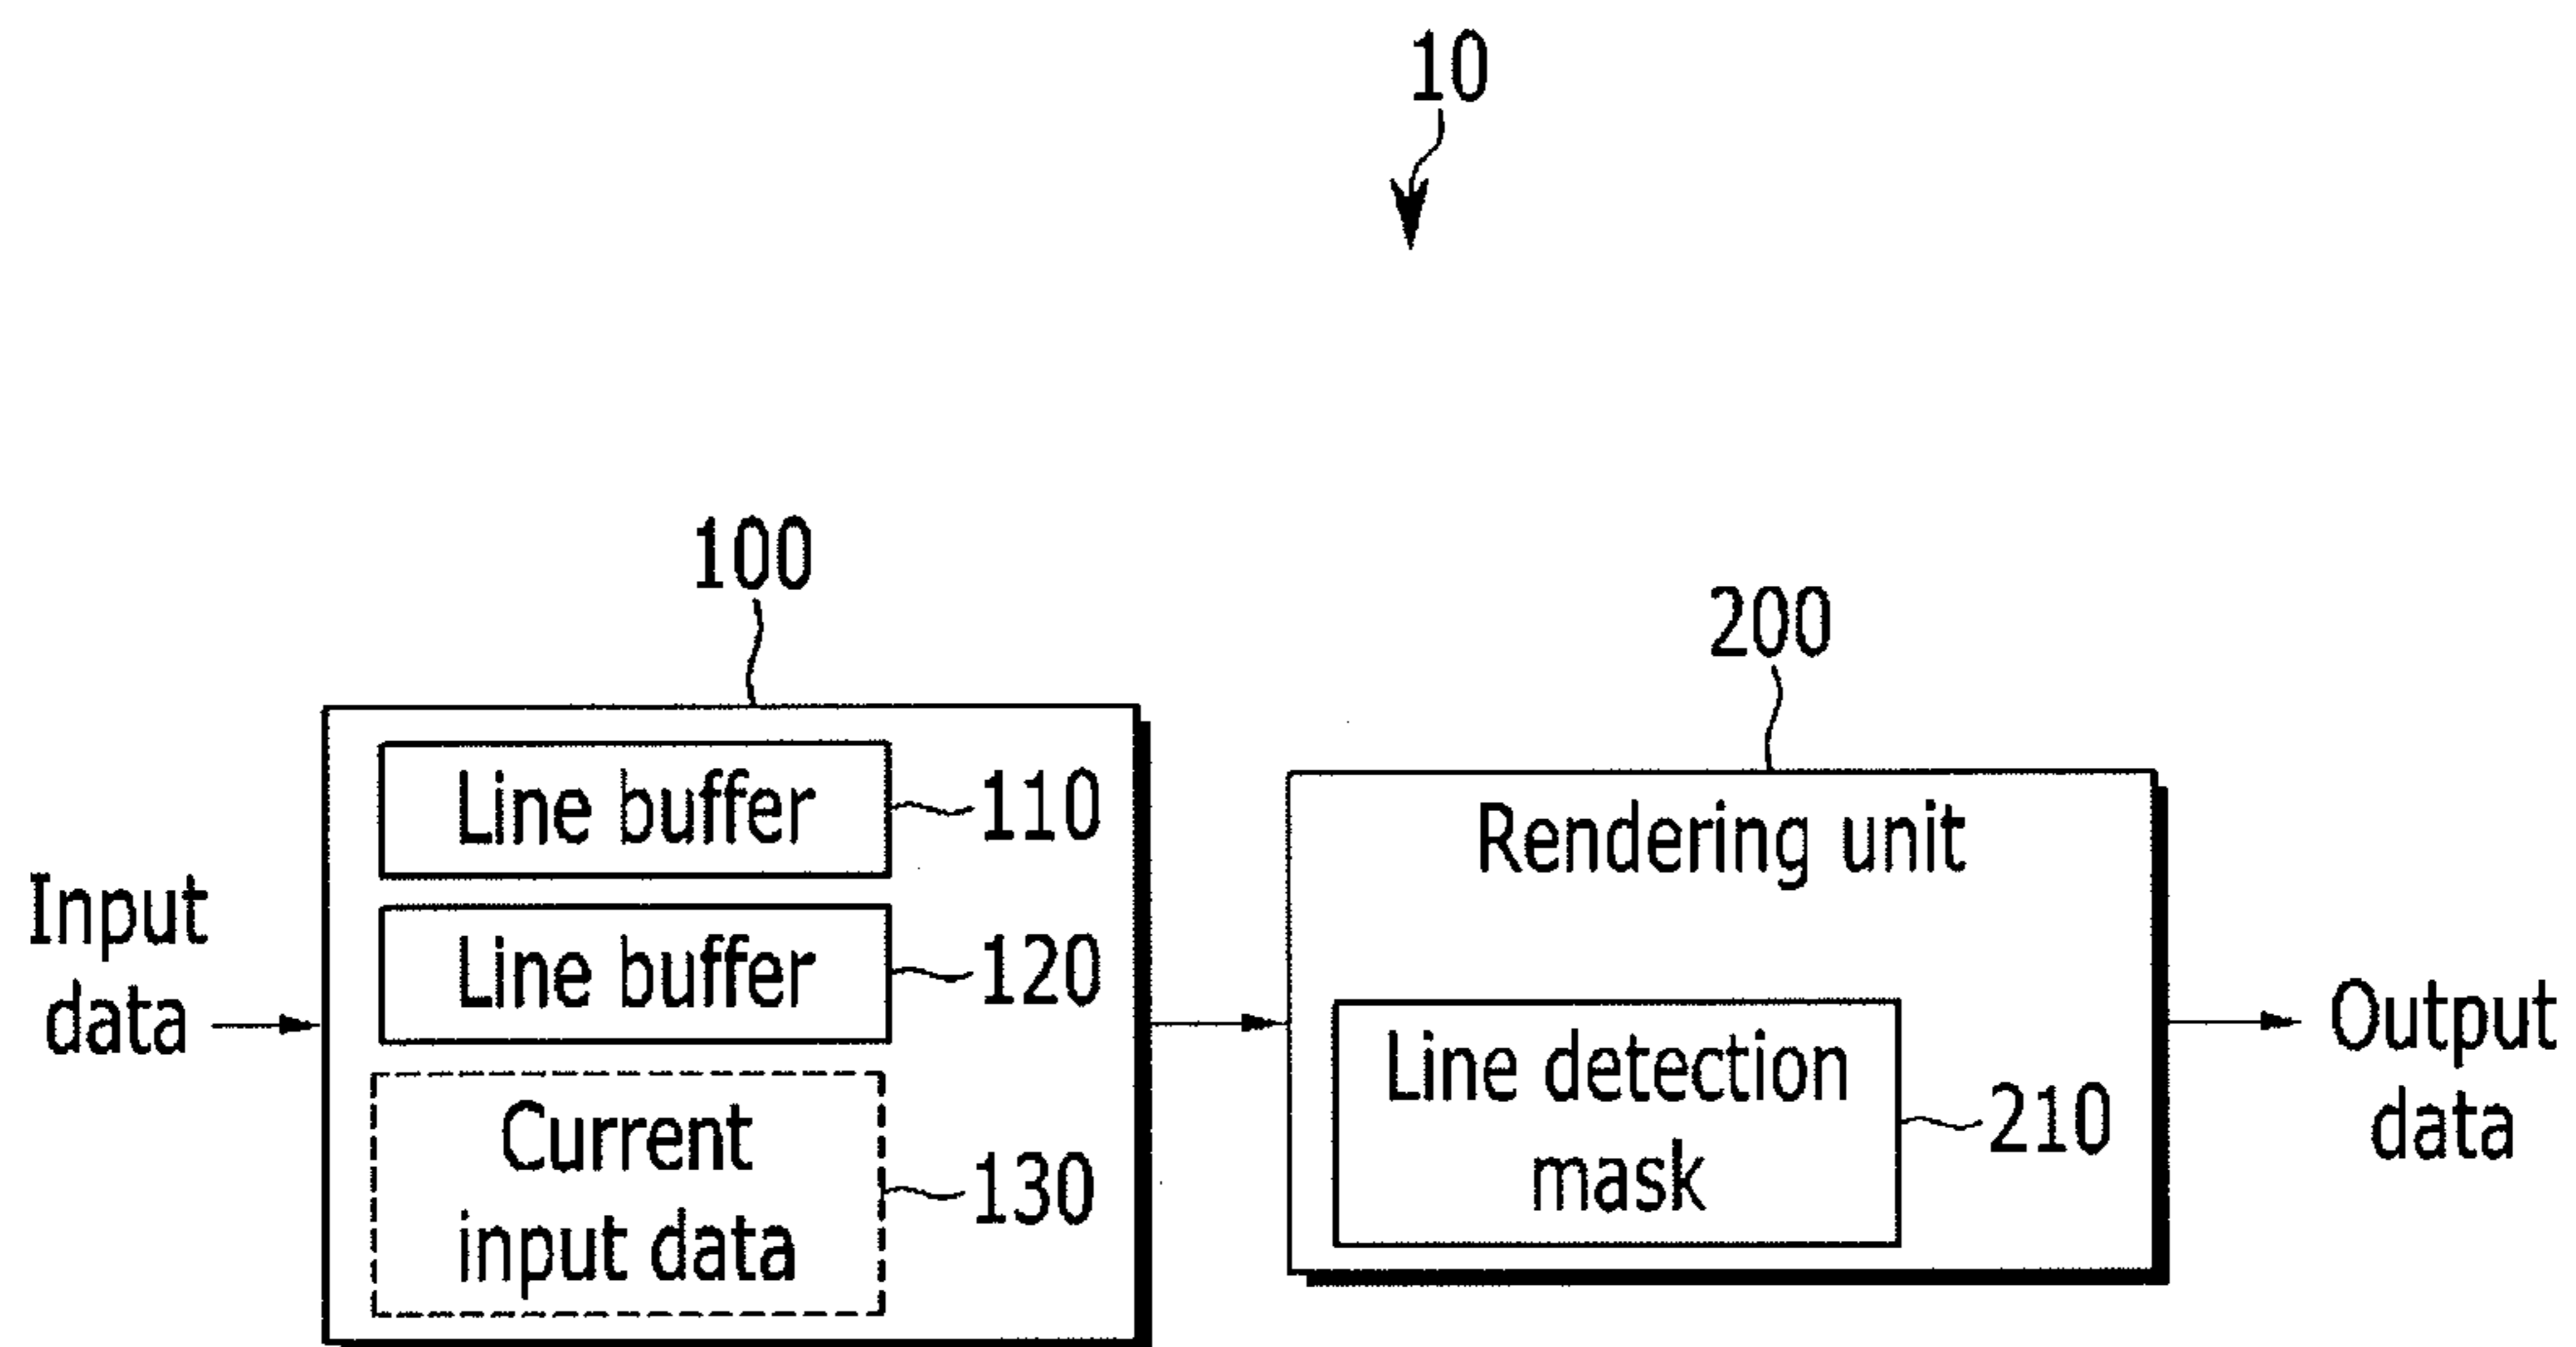 10
100
200
Line buffer
110
Line buffer
120
Current
input data
130
Input
data
Rendering unit
Line detection
mask
210
Output
data